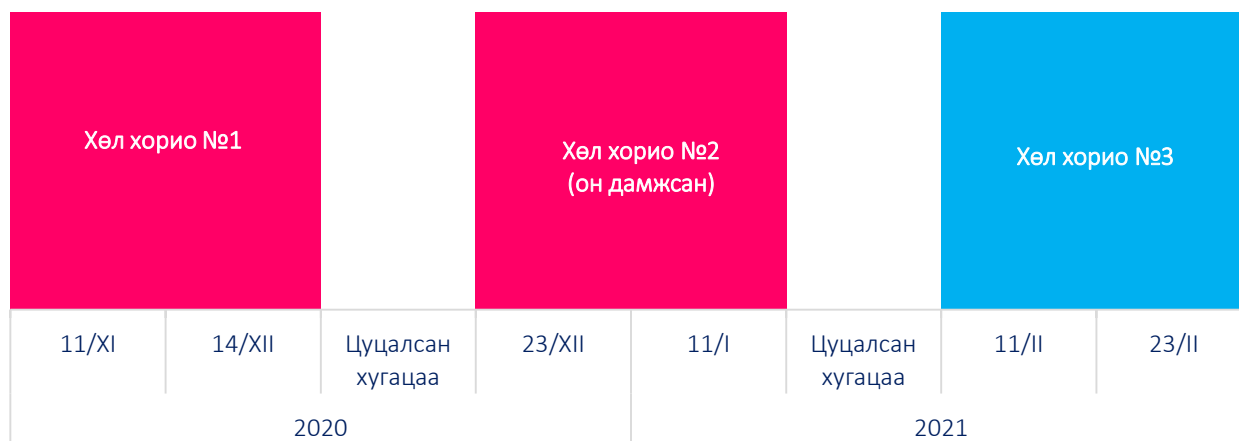 Хөл хорио №1
Хөл хорио №2
(он дамжсан)
Хөл хорио №3
11/XI
14/XII
Цуцалсан
хугацаа
23/XII
11/I
Цуцалсан
хугацаа
11/II
23/II
2020
2021